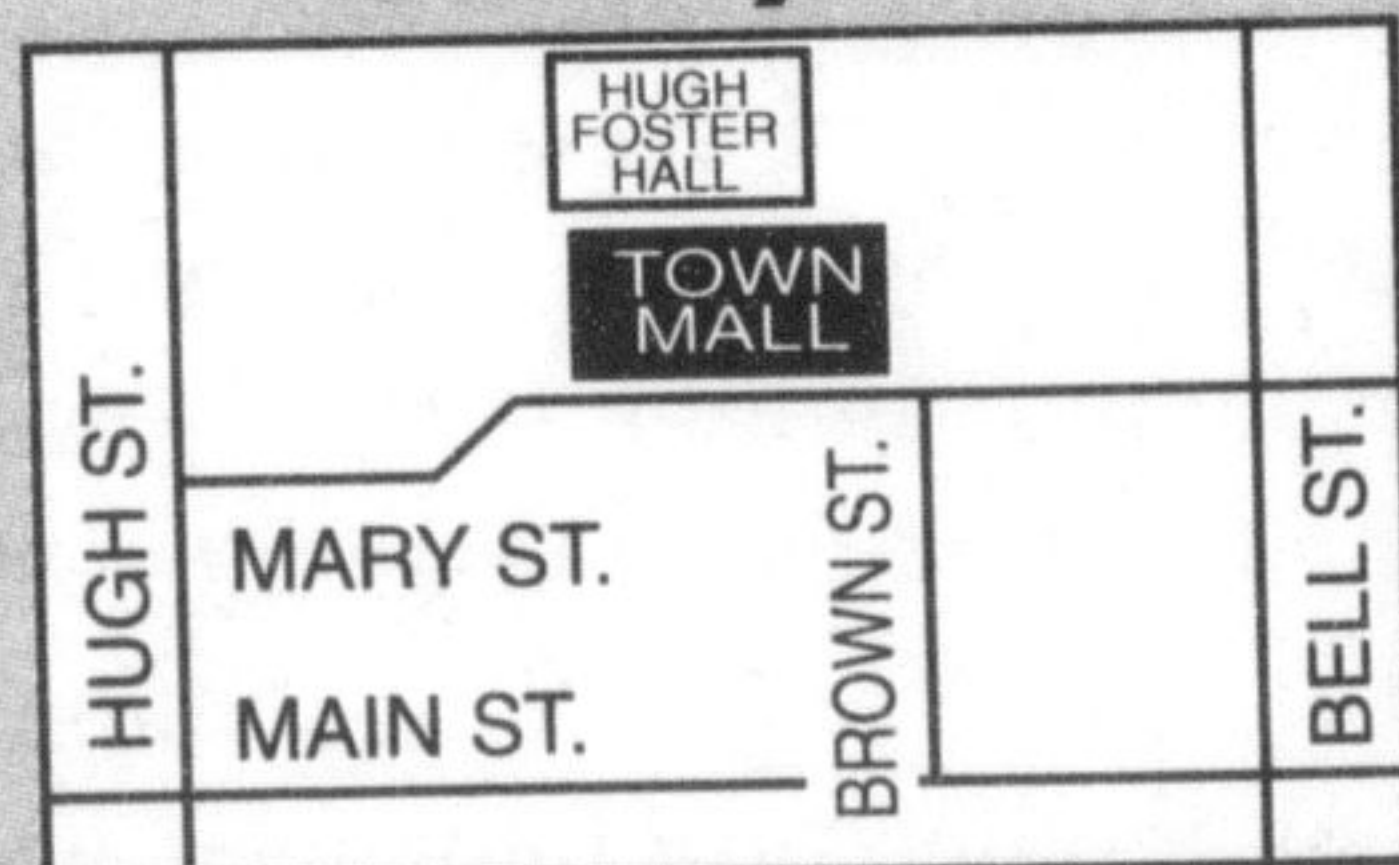 HUGH
FOSTER
HALL
TOWN
MALL
HUGH ST.
MARY ST.
MAIN ST.
BROWN ST.
BELL ST.